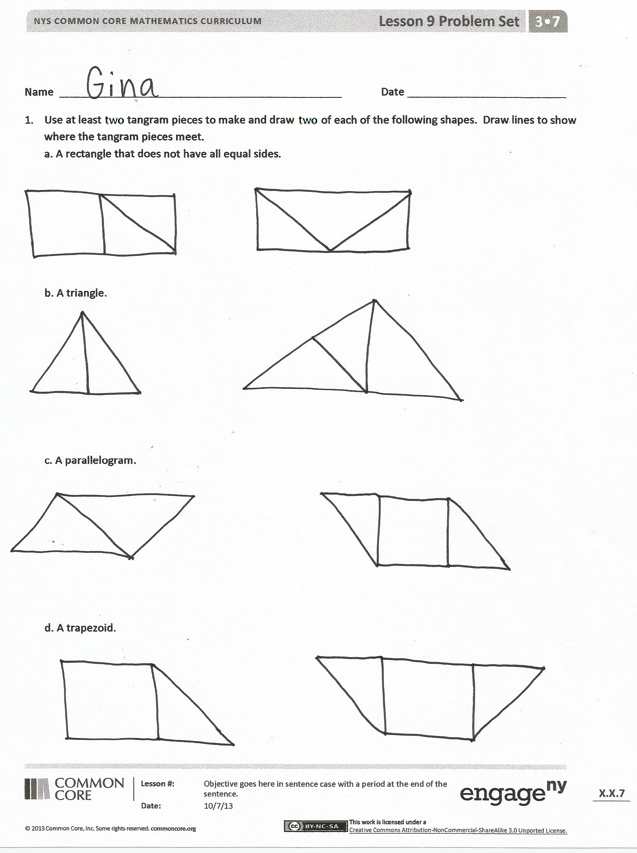 NYS COMMON CORE MATHEMATICS CURRICULUM
Lesson 9 Problem Set
3•7
Name Gina
Date
1. Use at least two tangram pieces to make and draw two of each of the following shapes. Draw lines to show
where the tangram pieces meet.
a. A rectangle that does not have all equal sides.
b. A triangle.
c. A parallelogram.
d. A trapezoid.
COMMON
CORE
Lesson #:
Objective goes here in sentence case with a period at the end of the
sentence.
Date:
10/7/13
engage ny
X.X.7
© 2013 Common Core, Inc. Some rights reserved. commoncore.org
CC BY-NC-SA
This work is licensed under a
Creative Commons Attribution-NonCommercial-ShareAlike 3.0 Unported License.